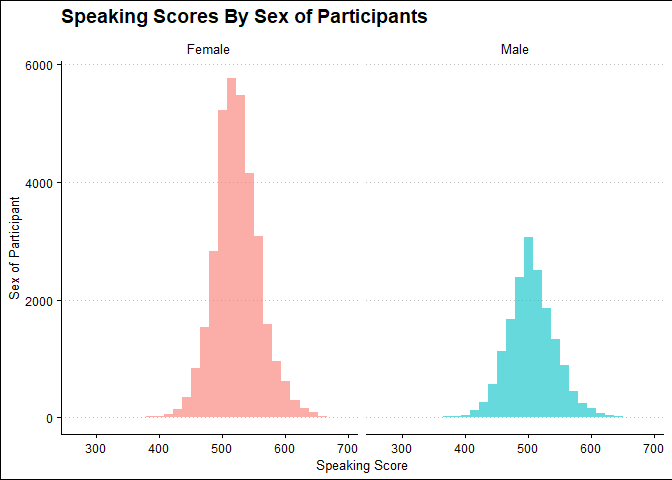 Speaking Scores By Sex of Participants
Female
Male
6000
4000
2000
0
Sex of Participant
300 400 500 600 700
300 400 500 600 700
Speaking Score